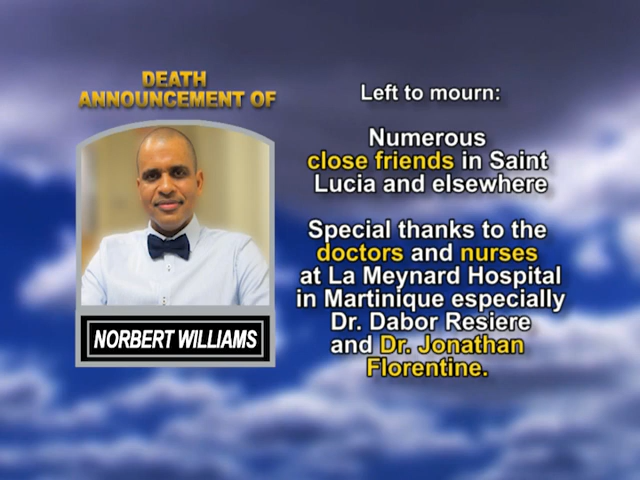 DEATH
ANNOUNCEMENT OF
NORBERT WILLIAMS
Left to mourn:
Numerous
close friends in Saint
Lucia and elsewhere
Special thanks to the
doctors and nurses
at La Meynard Hospital
in Martinique especially
Dr. Dabor Resiere
and Dr. Jonathan
Florentine.